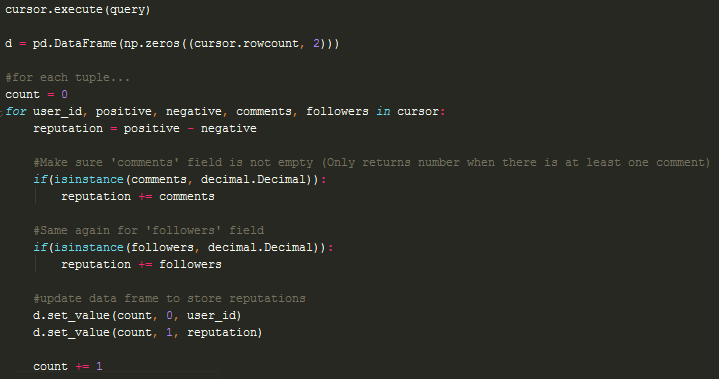 cursor.execute(query)
d = pd.DataFrame(np.zeros((cursor.rowcount, 2)))
#for each tuple...
count = 0
for user_id, positive, negative, comments, followers in cursor:
    reputation = positive - negative
    #Make sure 'comments' field is not empty (Only returns number when there is at least one comment)
    if(isinstance(comments, decimal.Decimal)):
        reputation += comments
    #Same again for 'followers' field
    if(isinstance(followers, decimal.Decimal)):
        reputation += followers
    #update data frame to store reputations
    d.set_value(count, 0, user_id)
    d.set_value(count, 1, reputation)
    count += 1